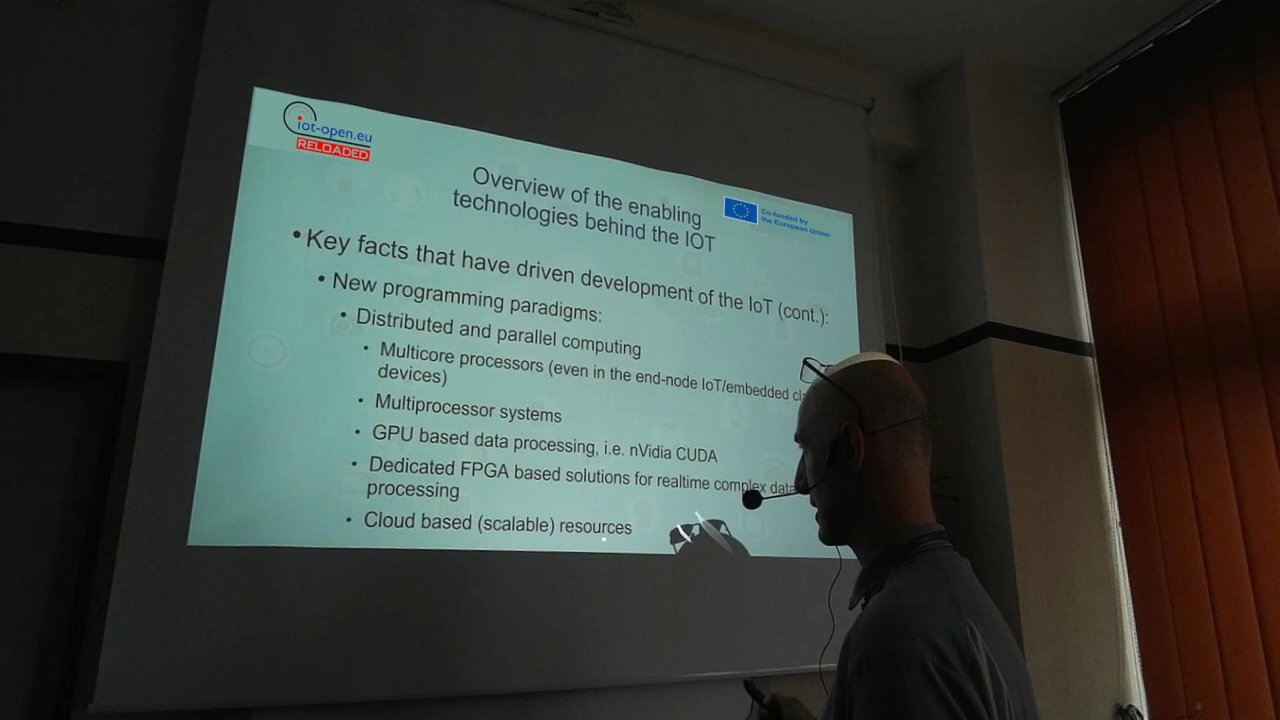 iot-open.eu
RELOADED
Overview of the enabling
technologies behind the IOT
Co-funded by
the European Union
• Key facts that have driven development of the IoT (cont.):
• New programming paradigms:
• Distributed and parallel computing
• Multicore processors (even in the end-node IoT/embedded
devices)
• Multiprocessor systems
• GPU based data processing, i.e. nVidia CUDA
• Dedicated FPGA based solutions for realtime complex data
processing
• Cloud based (scalable) resources